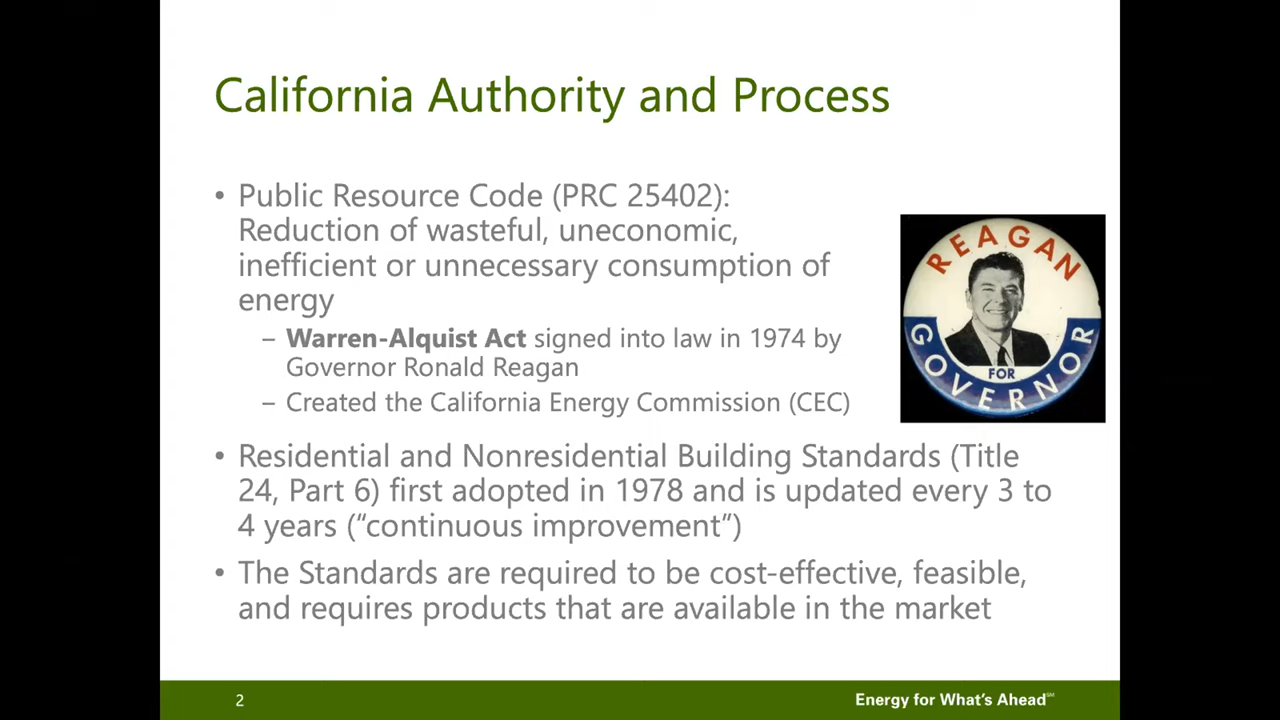 California Authority and Process
• Public Resource Code (PRC 25402):
Reduction of wasteful, uneconomic,
inefficient or unnecessary consumption of
energy
– Warren-Alquist Act signed into law in 1974 by
Governor Ronald Reagan
– Created the California Energy Commission (CEC)
REAGAN
FOR
GOVERNOR
• Residential and Nonresidential Building Standards (Title
24, Part 6) first adopted in 1978 and is updated every 3 to
4 years (“continuous improvement”)
• The Standards are required to be cost-effective, feasible,
and requires products that are available in the market
2
Energy for What's Ahead℠